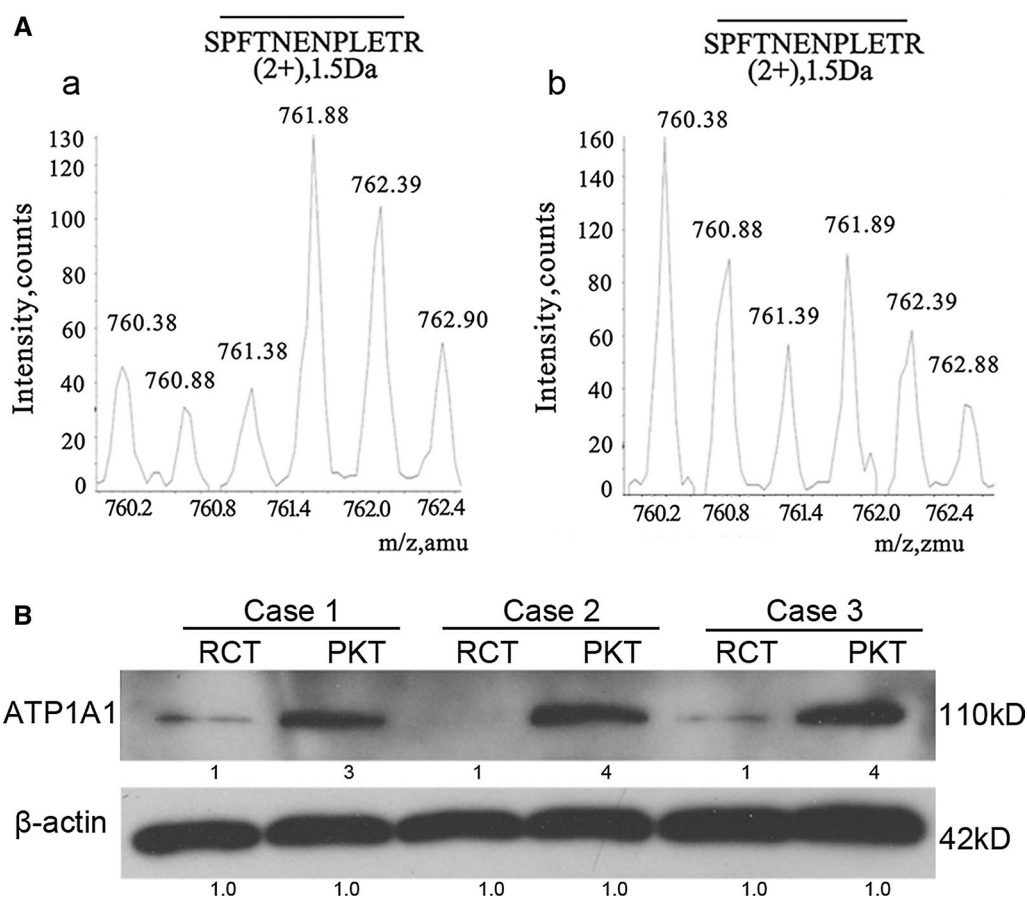 A
SPFTNENPLETR
(2+),1.5Da
a
761.88
762.39
760.38
760.88
761.38
762.90
130
120
100
80
60
40
20
0
Intensity,counts
760.2 760.8 761.4 762.0 762.4
m/z,amu
SPFTNENPLETR
(2+),1.5Da
b
760.38
760.88
761.39
761.89
762.39
762.88
160
140
120
80
60
40
20
0
Intensity,counts
760.2 760.8 761.4 762.0 762.4
m/z,zmu
B
Case 1 Case 2 Case 3
RCT PKT RCT PKT RCT PKT
ATP1A1 110kD
1 3 1 4 1 4
β-actin 42kD
1.0 1.0 1.0 1.0 1.0 1.0